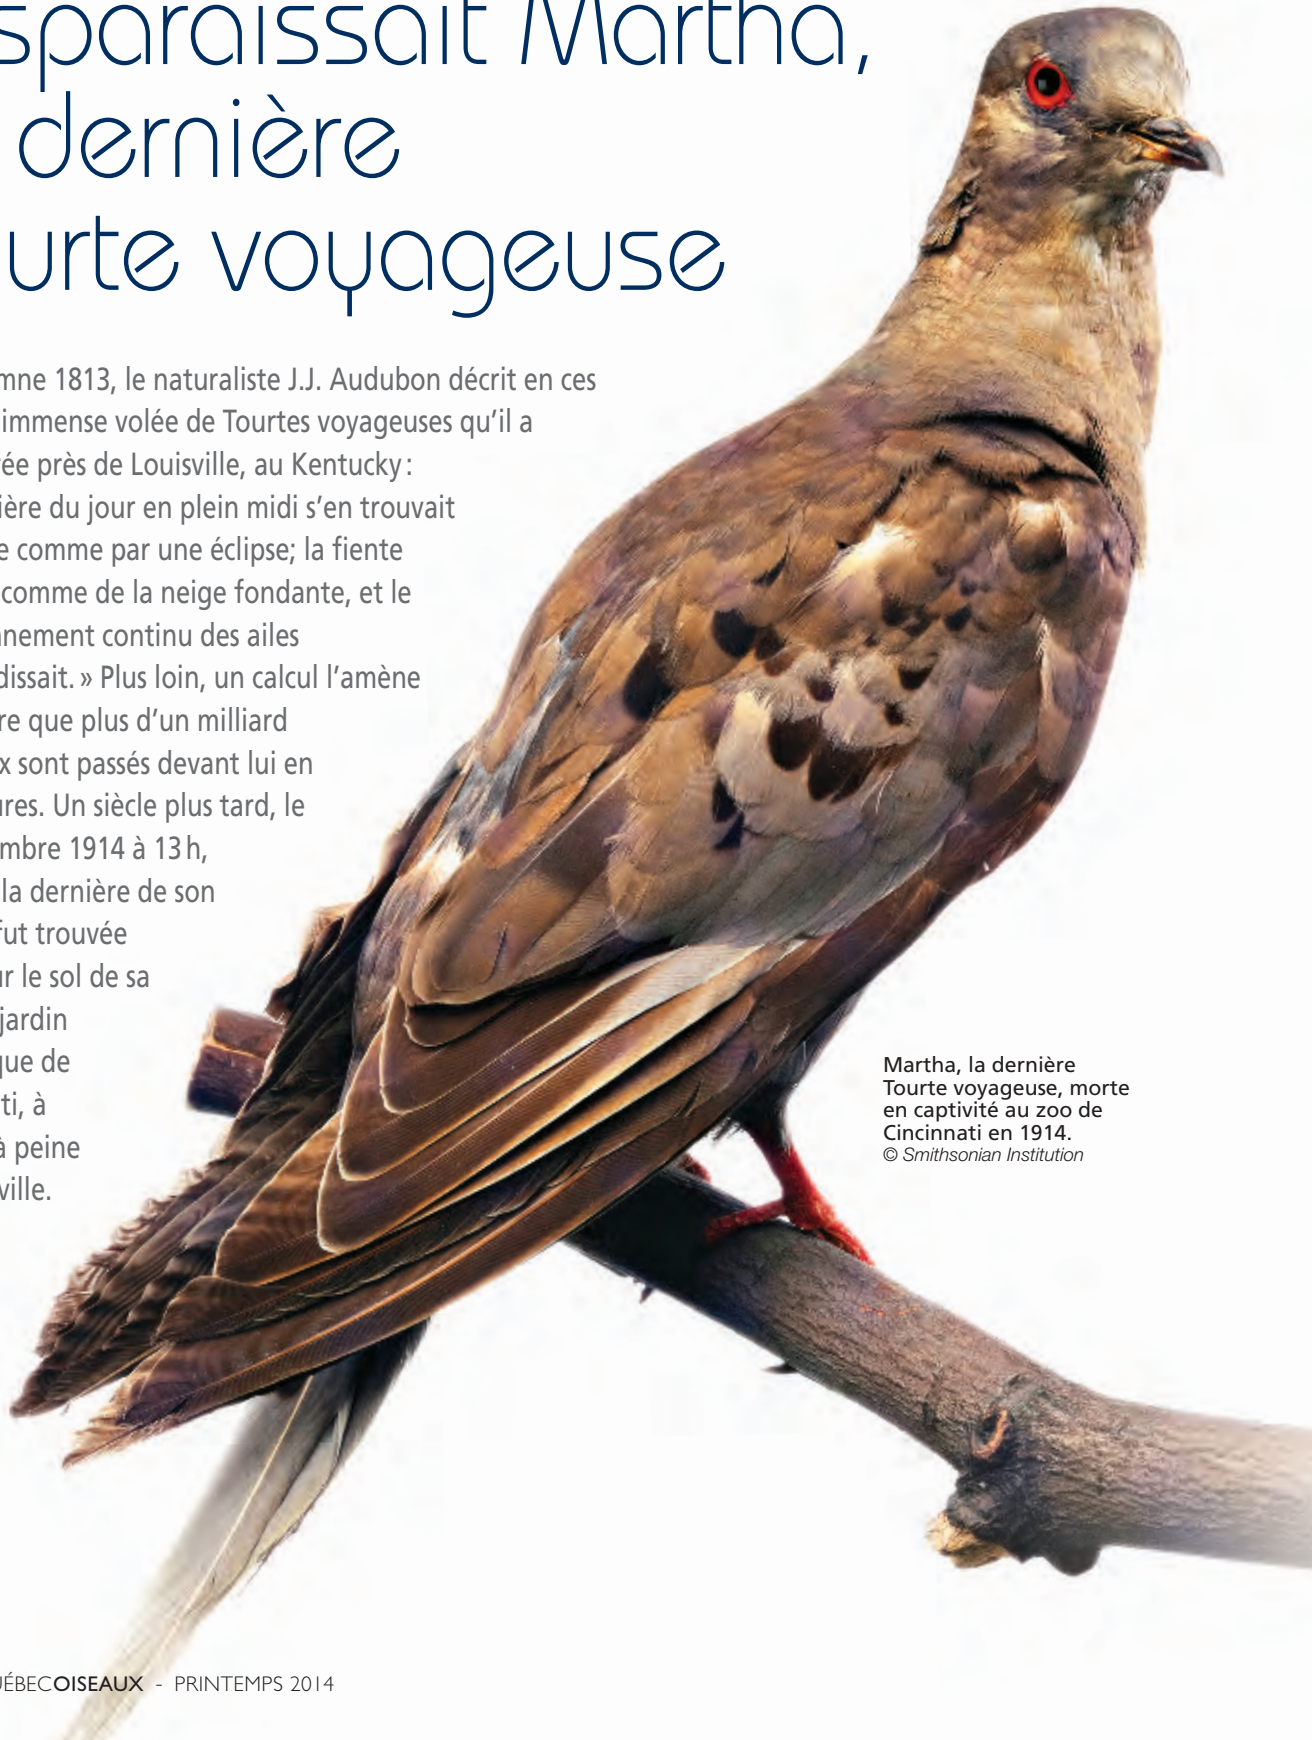 sparaissait Martha,
dernière
urte voyageuse
mne 1813, le naturaliste J.J. Audubon décrit en ces
immense volée de Tourtes voyageuses qu'il a
ée près de Louisville, au Kentucky :
ière du jour en plein midi s'en trouvait
e comme par une éclipse; la fiente
comme de la neige fondante, et le
nement continu des ailes
dissait. » Plus loin, un calcul l'amène
re que plus d'un milliard
x sont passés devant lui en
ures. Un siècle plus tard, le
mbre 1914 à 13 h,
la dernière de son
fut trouvée
ur le sol de sa
jardin
que de
ti, à
à peine
ville.
Martha, la dernière
Tourte voyageuse, morte
en captivité au zoo de
Cincinnati en 1914.
© Smithsonian Institution
UÉBECOISEAUX - PRINTEMPS 2014